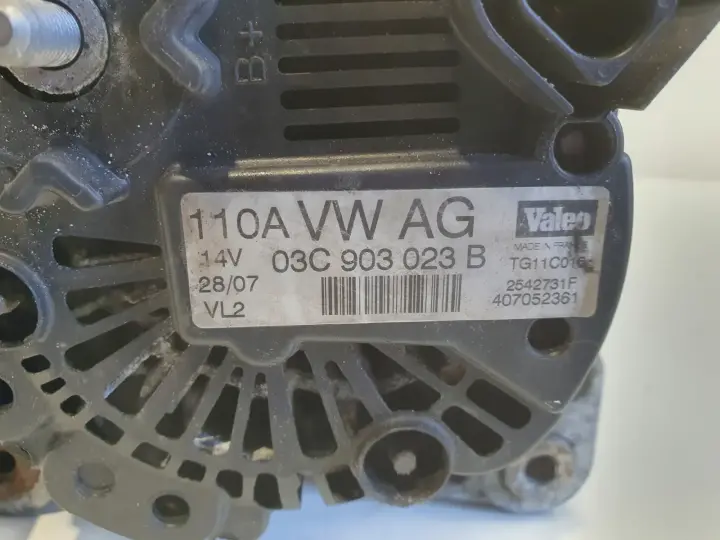 B+
110A VW AG
Valeo
MADE IN FRANCE
14V 03C 903 023 B
TG11C016
28/07
2542731F
VL2
407052361